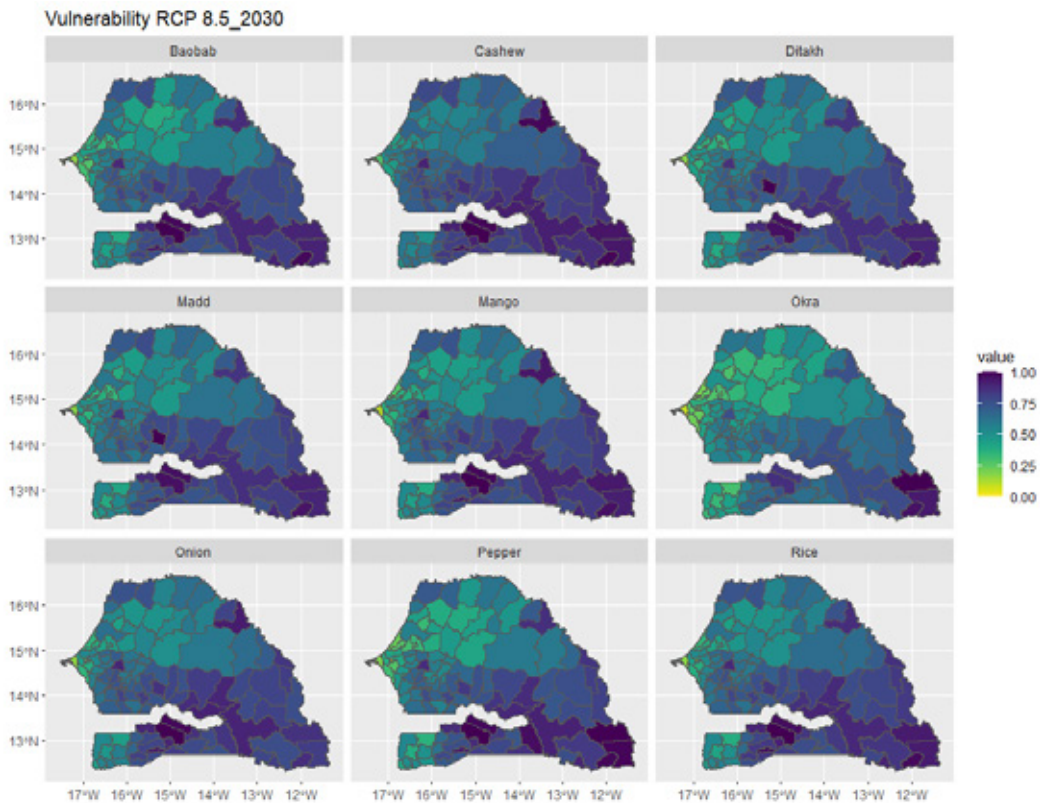 Vulnerability RCP 8.5_2030
Baobab Cashew Ditakh
16°N
15°N
14°N
13°N
Madd Mango Okra
16°N
15°N
14°N
13°N
value
1.00
0.75
0.50
0.25
0.00
Onion Pepper Rice
16°N
15°N
14°N
13°N
17°W 16°W 15°W 14°W 13°W 12°W 17°W 16°W 15°W 14°W 13°W 12°W 17°W 16°W 15°W 14°W 13°W 12°W